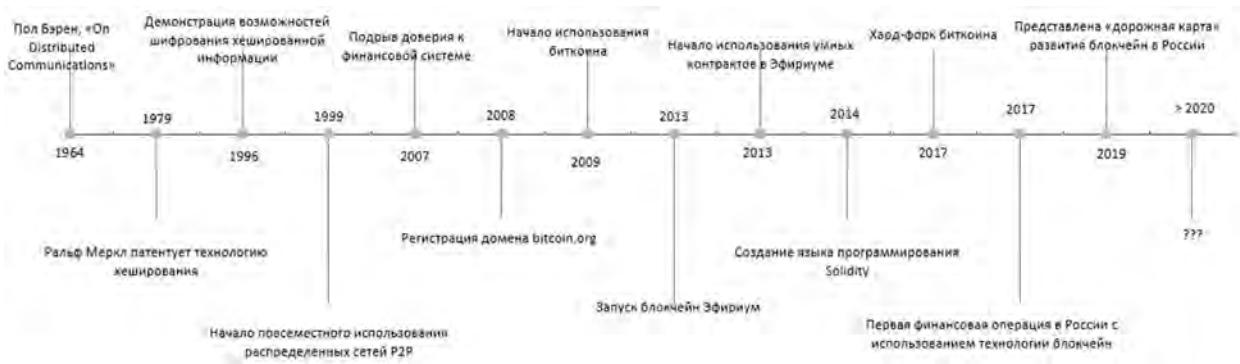 Пол Бэрен, «On
Distributed
Communications»
Демонстрация возможностей
шифрования хешированной
информации
Подрыв доверия к
финансовой системе
Начало использования
биткоина
Начало использования умных
контрактов в Эфириуме
Хард-форк биткоина
Представлена «дорожная карта»
развития блокчейн в России
1979
1999
2008
2013
2014
2017
> 2020
1964
1996
2007
2009
2013
2017
2019
Ральф Меркл патентует технологию
хеширования
Регистрация домена bitcoin.org
Создание языка программирования
Solidity
???
Начало повсеместного использования
распределенных сетей P2P
Запуск блокчейн Эфириум
Первая финансовая операция в России с
использованием технологии блокчейн